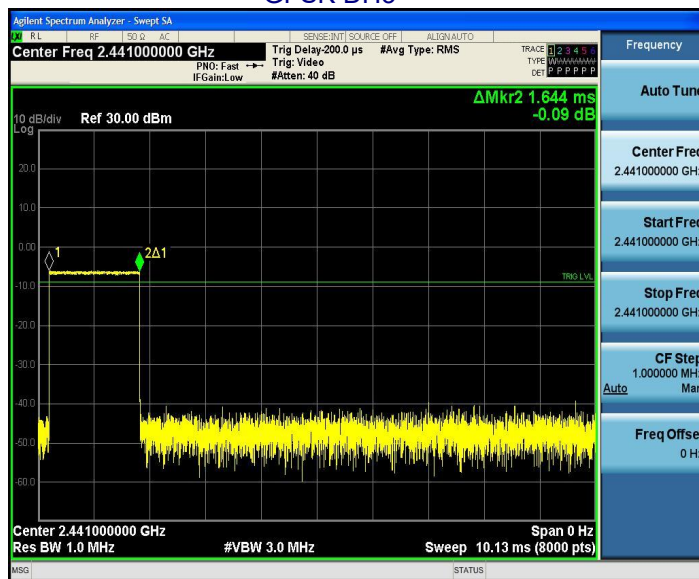 Agilent Spectrum Analyzer - Swept SA
RL RF 50 Ω AC SENSE:INT SOURCE OFF ALIGN AUTO
Center Freq 2.441000000 GHz
PNO: Fast
IFGain:Low
Trig Delay-200.0 µs
Trig: Video
#Atten: 40 dB
#Avg Type: RMS
TRACE 1 2 3 4 5 6
TYPE W
DET P P P P P P
ΔMkr2 1.644 ms
-0.09 dB
10 dB/div Ref 30.00 dBm
Log
20.0
10.0
0.00
1
2Δ1
TRIG LVL
-10.0
-20.0
-30.0
-40.0
-50.0
-60.0
Center 2.441000000 GHz Span 0 Hz
Res BW 1.0 MHz #VBW 3.0 MHz Sweep 10.13 ms (8000 pts)
MSG STATUS
Frequency
Auto Tune
Center Freq
2.441000000 GHz
Start Freq
2.441000000 GHz
Stop Freq
2.441000000 GHz
CF Step
1.000000 MHz
Auto Man
Freq Offset
0 Hz